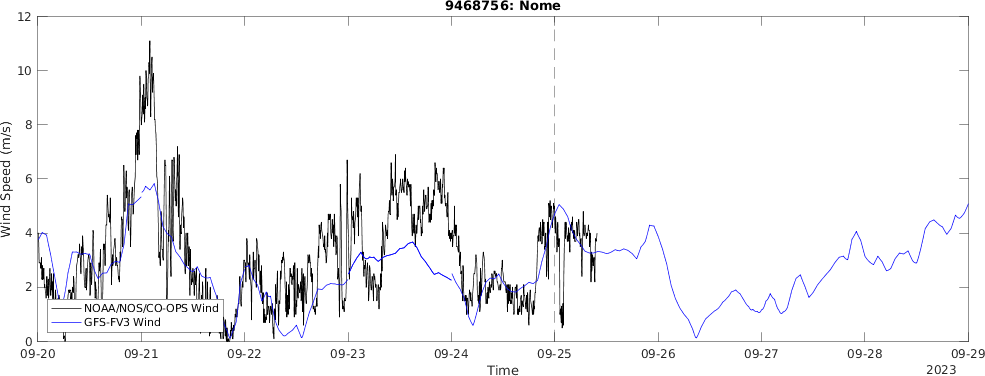 9468756: Nome
Wind Speed (m/s)
12
10
8
6
4
2
0
NOAA/NOS/CO-OPS Wind
GFS-FV3 Wind
09-20 09-21 09-22 09-23 09-24 09-25 09-26 09-27 09-28 09-29
Time
2023